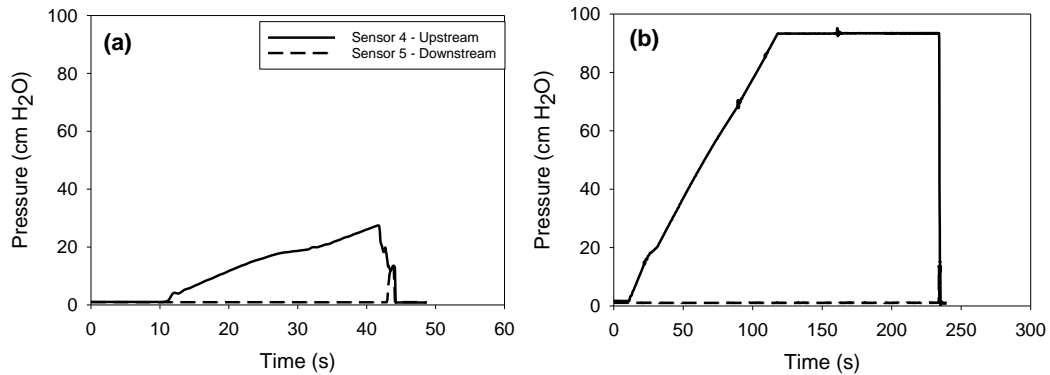 (a)
Sensor 4 - Upstream
Sensor 5 - Downstream
100
80
60
40
20
0
Pressure (cm H₂O)
0 10 20 30 40 50 60
Time (s)
(b)
100
80
60
40
20
0
Pressure (cm H₂O)
0 50 100 150 200 250 300
Time (s)